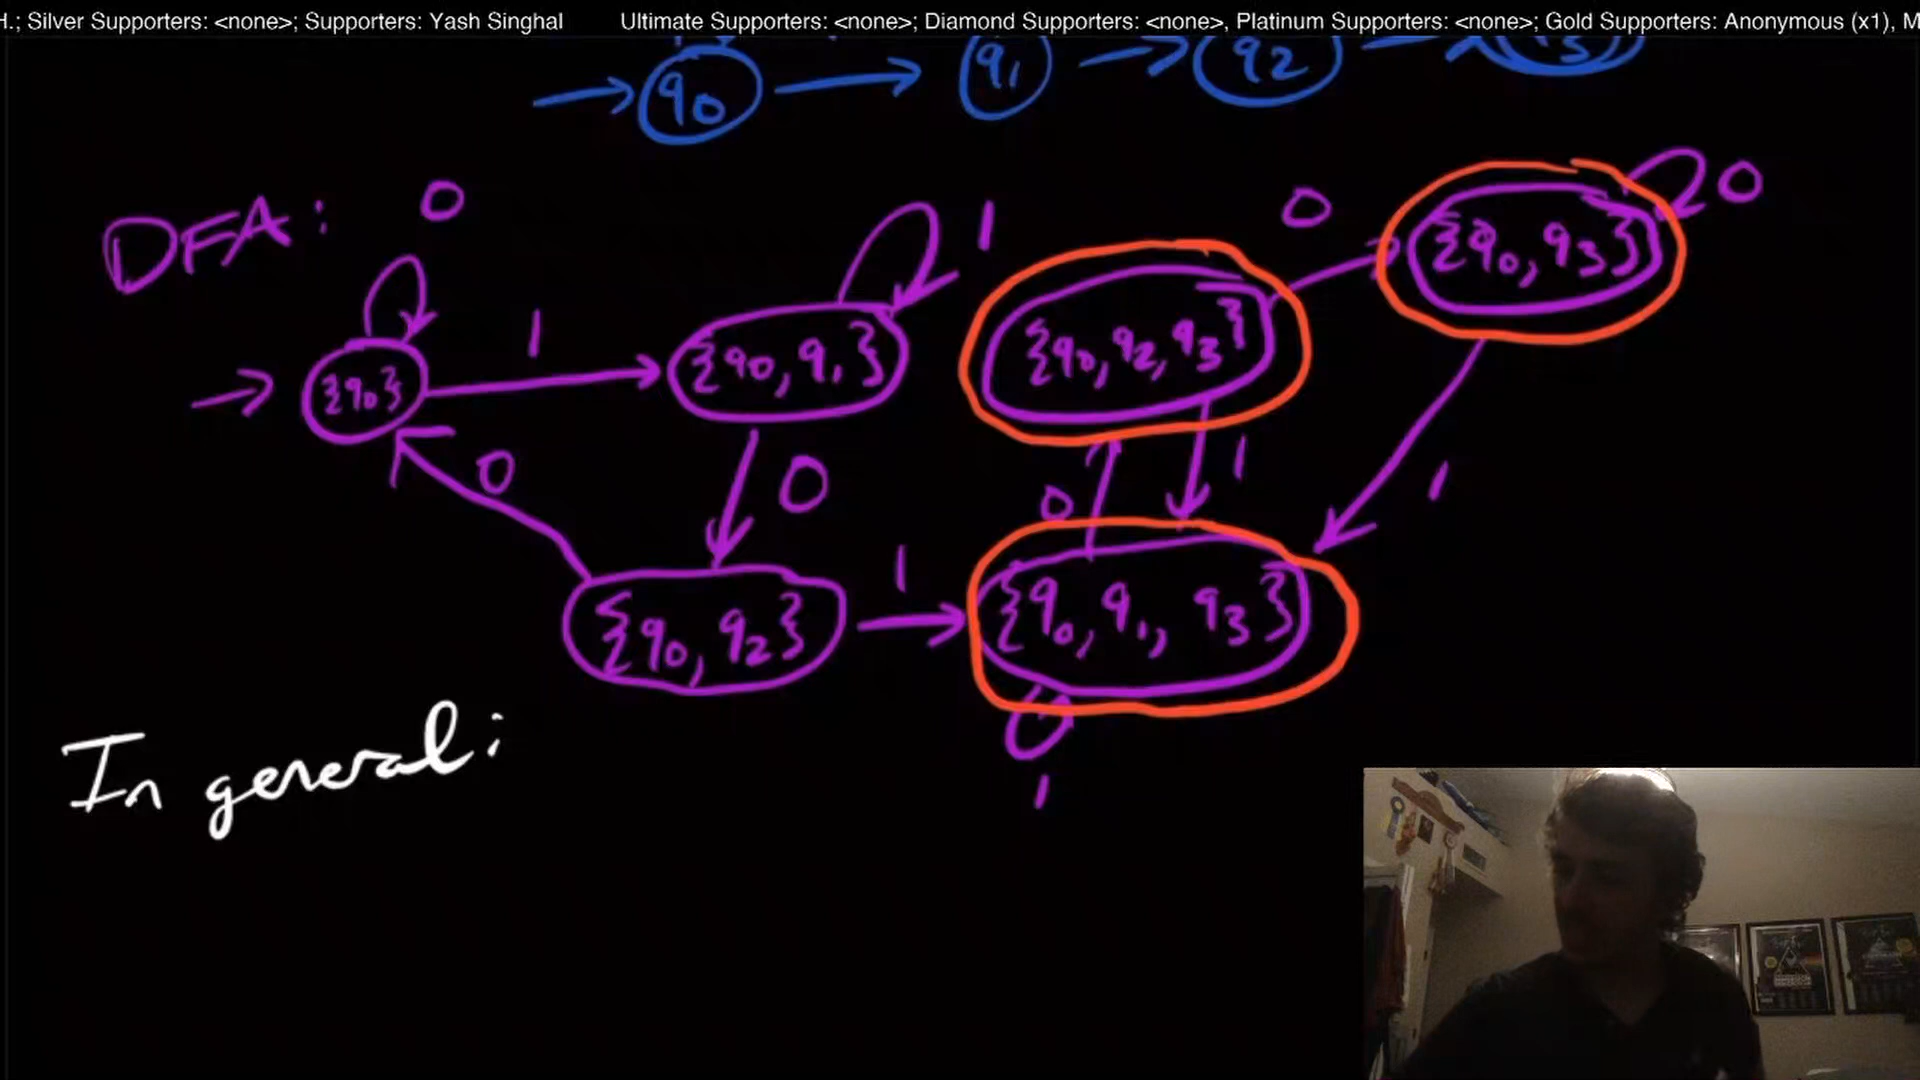 H.; Silver Supporters: <none>; Supporters: Yash Singhal Ultimate Supporters: <none>; Diamond Supporters: <none>, Platinum Supporters: <none>; Gold Supporters: Anonymous (x1), M
q0 q1 q2
DFA: 0 1 0 {q0, q3} 0
{q0} 1 {q0, q1} {q0, q2, q3}
0 0 0 1 1
{q0, q2} 1 {q0, q1, q3}
1
In general: